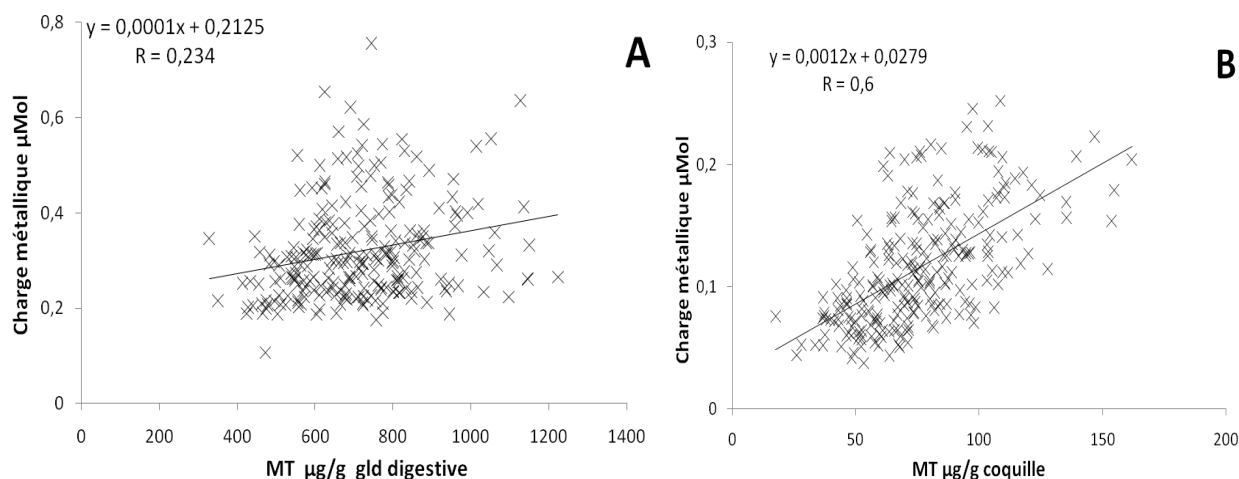 y = 0,0001x + 0,2125
R = 0,234
A
Charge métallique µMol
0,8
0,6
0,4
0,2
0
0 200 400 600 800 1000 1200 1400
MT µg/g gld digestive
y = 0,0012x + 0,0279
R = 0,6
B
Charge métallique µMol
0,3
0,2
0,1
0
0 50 100 150 200
MT µg/g coquille